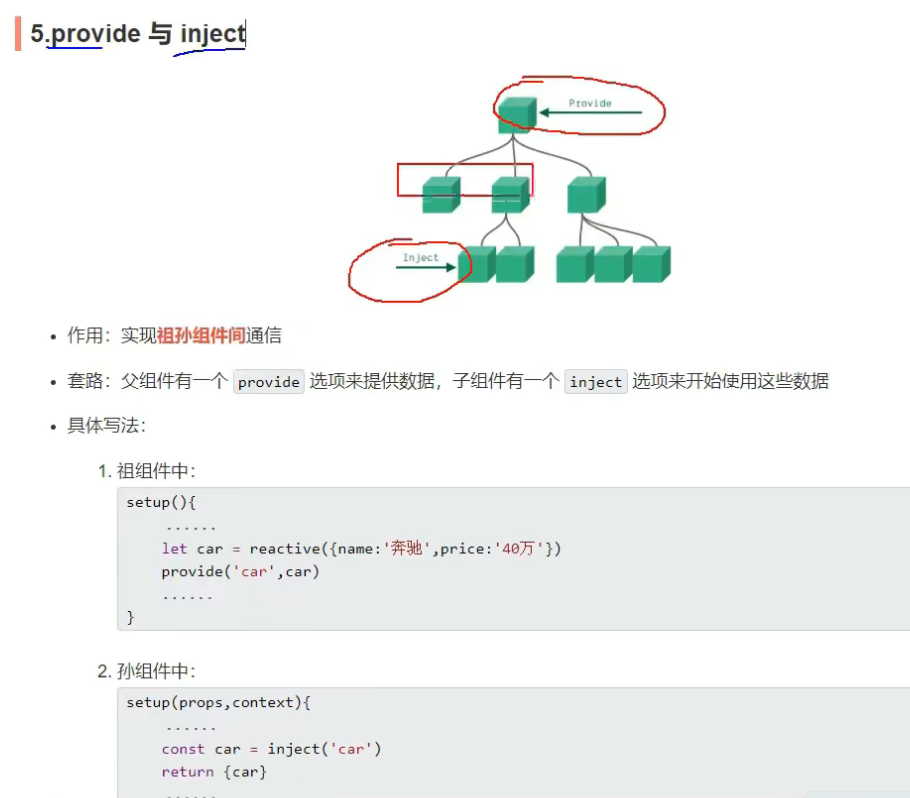 5.provide 与 inject
Provide
Inject
作用：实现祖孙组件间通信
套路：父组件有一个 provide 选项来提供数据，子组件有一个 inject 选项来开始使用这些数据
具体写法：
1. 祖组件中：
setup(){
......
let car = reactive({name:'奔驰',price:'40万'})
provide('car',car)
......
}
2. 孙组件中：
setup(props,context){
......
const car = inject('car')
return {car}
......